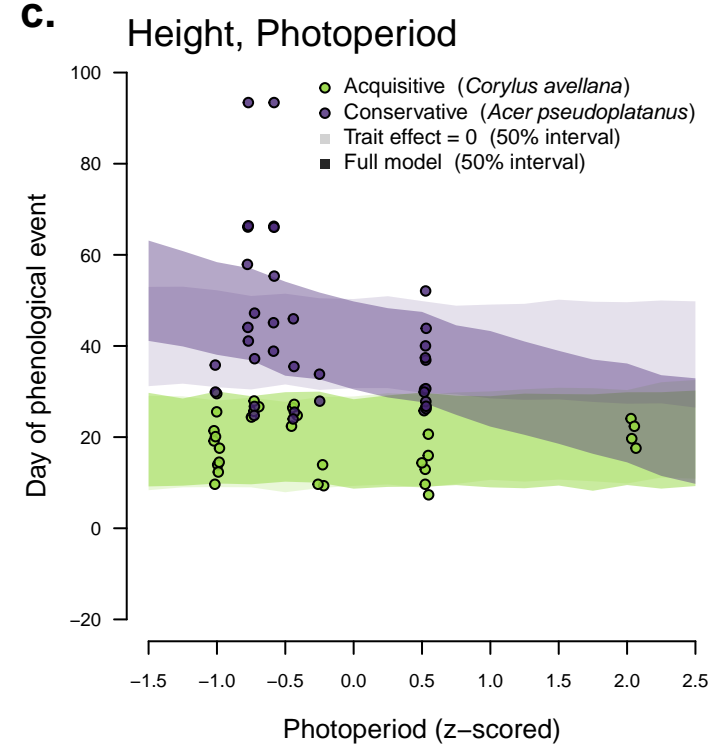 c.
Height, Photoperiod
Acquisitive (Corylus avellana)
Conservative (Acer pseudoplatanus)
Trait effect = 0 (50% interval)
Full model (50% interval)
Day of phenological event
100
80
60
40
20
0
−20
−1.5 −1.0 −0.5 0.0 0.5 1.0 1.5 2.0 2.5
Photoperiod (z−scored)